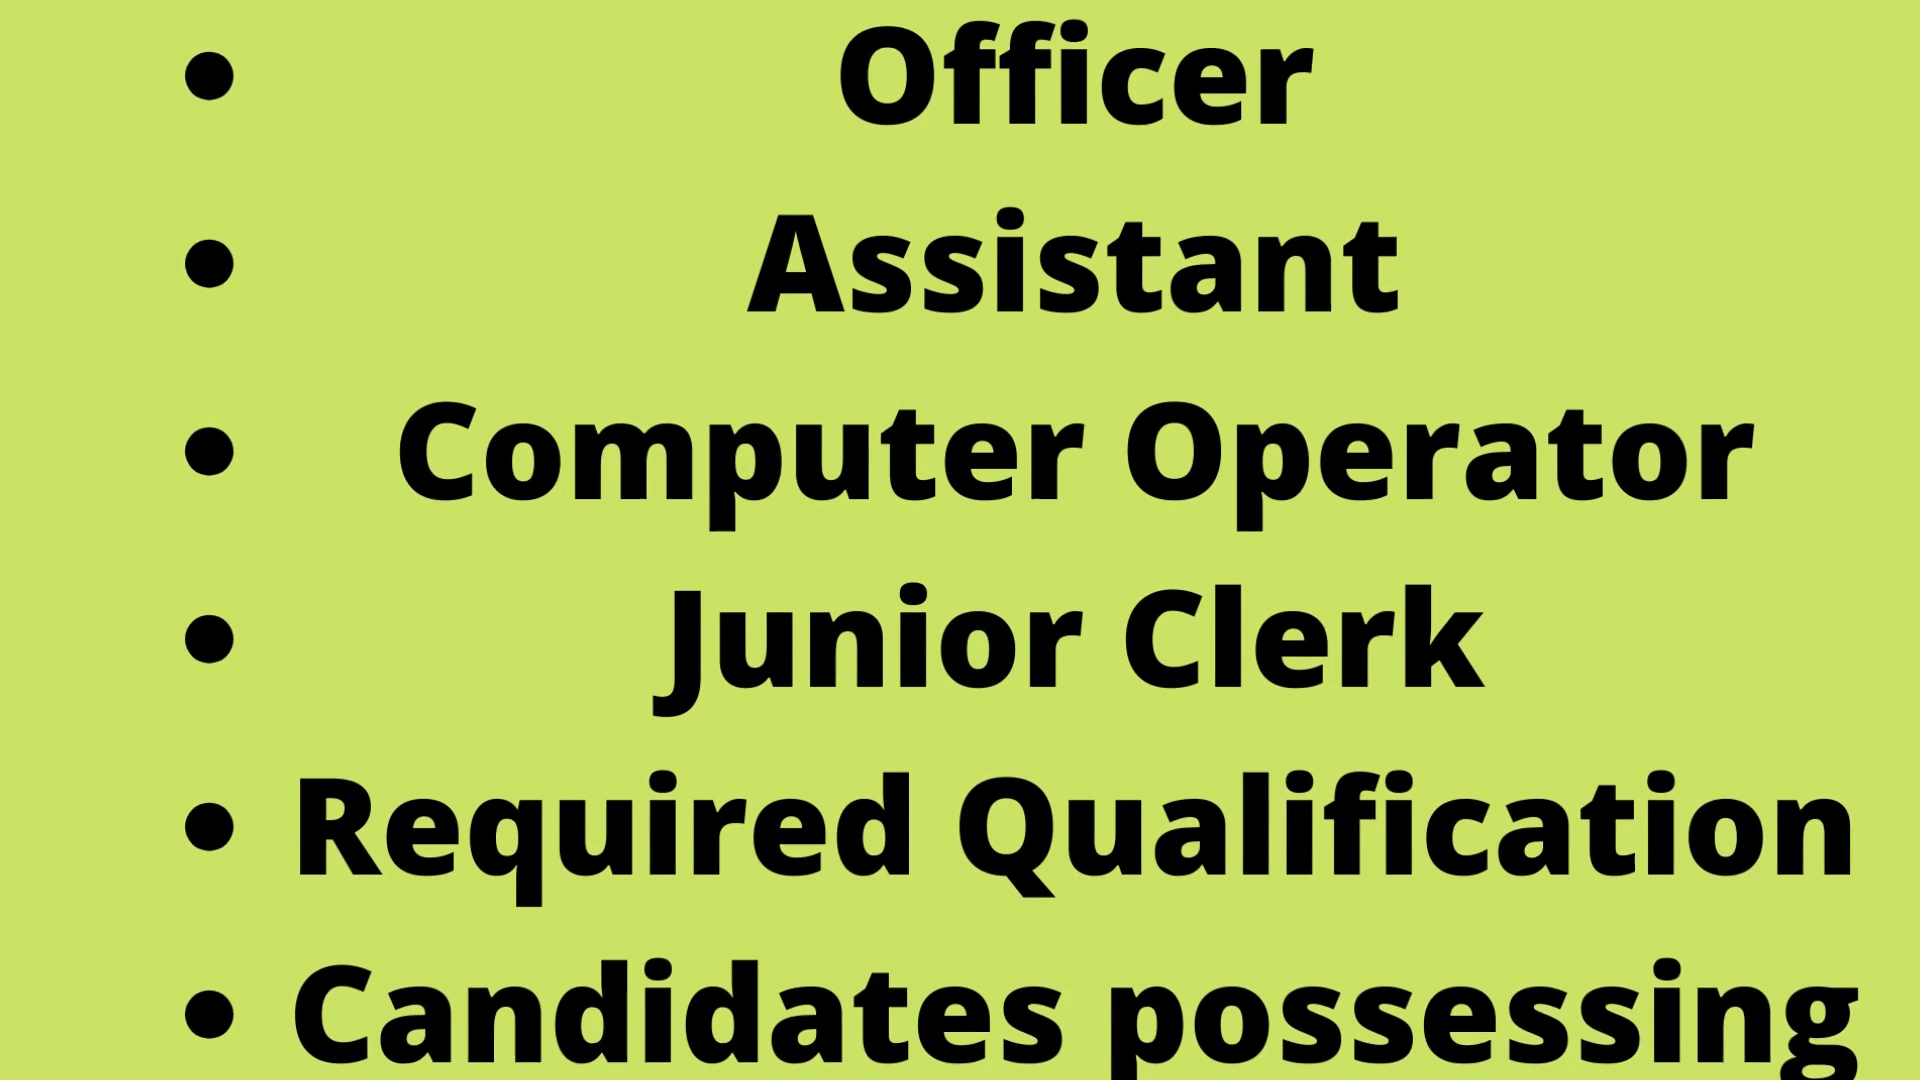 • Officer
• Assistant
• Computer Operator
• Junior Clerk
• Required Qualification
• Candidates possessing